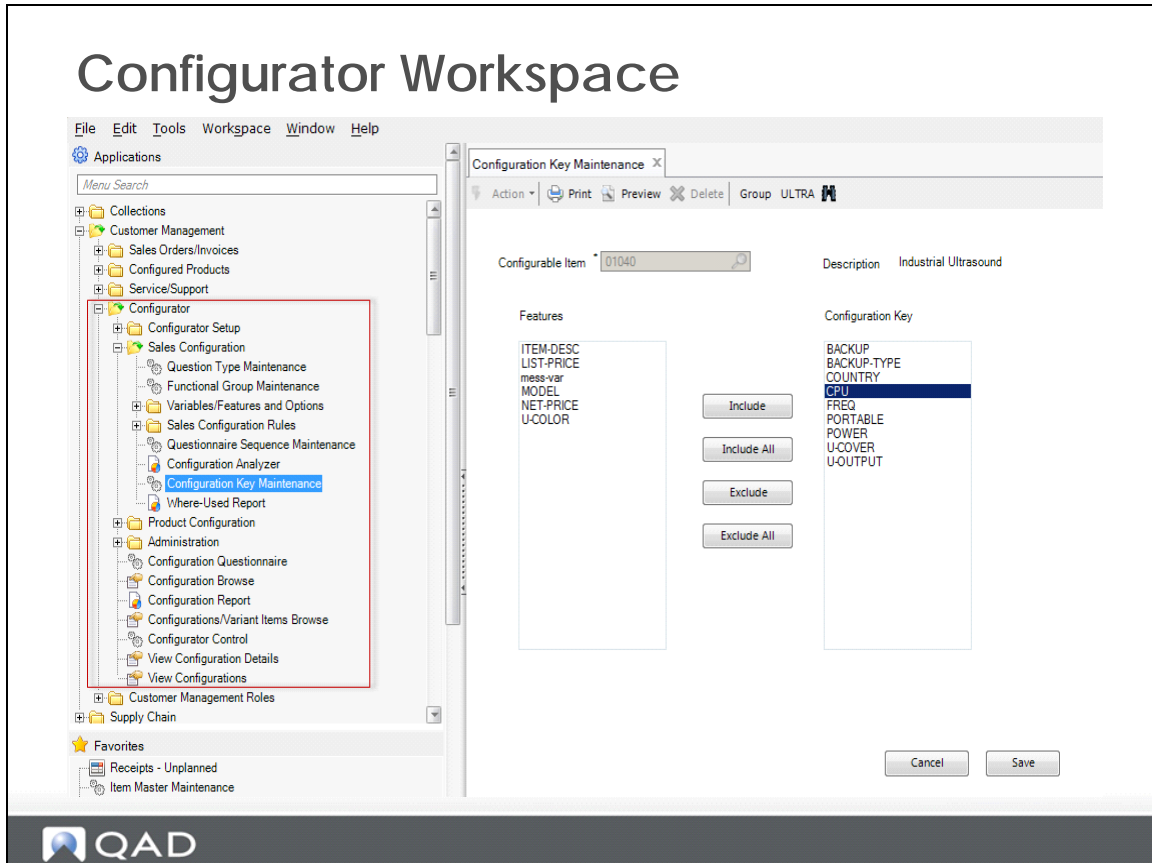 Configurator Workspace
File Edit Tools Workspace Window Help
Applications
Menu Search
Collections
Customer Management
Sales Orders/Invoices
Configured Products
Service/Support
Configurator
Configurator Setup
Sales Configuration
Question Type Maintenance
Functional Group Maintenance
Variables/Features and Options
Sales Configuration Rules
Questionnaire Sequence Maintenance
Configuration Analyzer
Configuration Key Maintenance
Where-Used Report
Product Configuration
Administration
Configuration Questionnaire
Configuration Browse
Configuration Report
Configurations/Variant Items Browse
Configurator Control
View Configuration Details
View Configurations
Customer Management Roles
Supply Chain
Favorites
Receipts - Unplanned
Item Master Maintenance
Configuration Key Maintenance X
Action Print Preview Delete Group ULTRA
Configurable Item * 01040 Description Industrial Ultrasound
Features
ITEM-DESC
LIST-PRICE
mess-var
MODEL
NET-PRICE
U-COLOR
Include
Include All
Exclude
Exclude All
Configuration Key
BACKUP
BACKUP-TYPE
COUNTRY
CPU
FREQ
PORTABLE
POWER
U-COVER
U-OUTPUT
Cancel Save
QAD